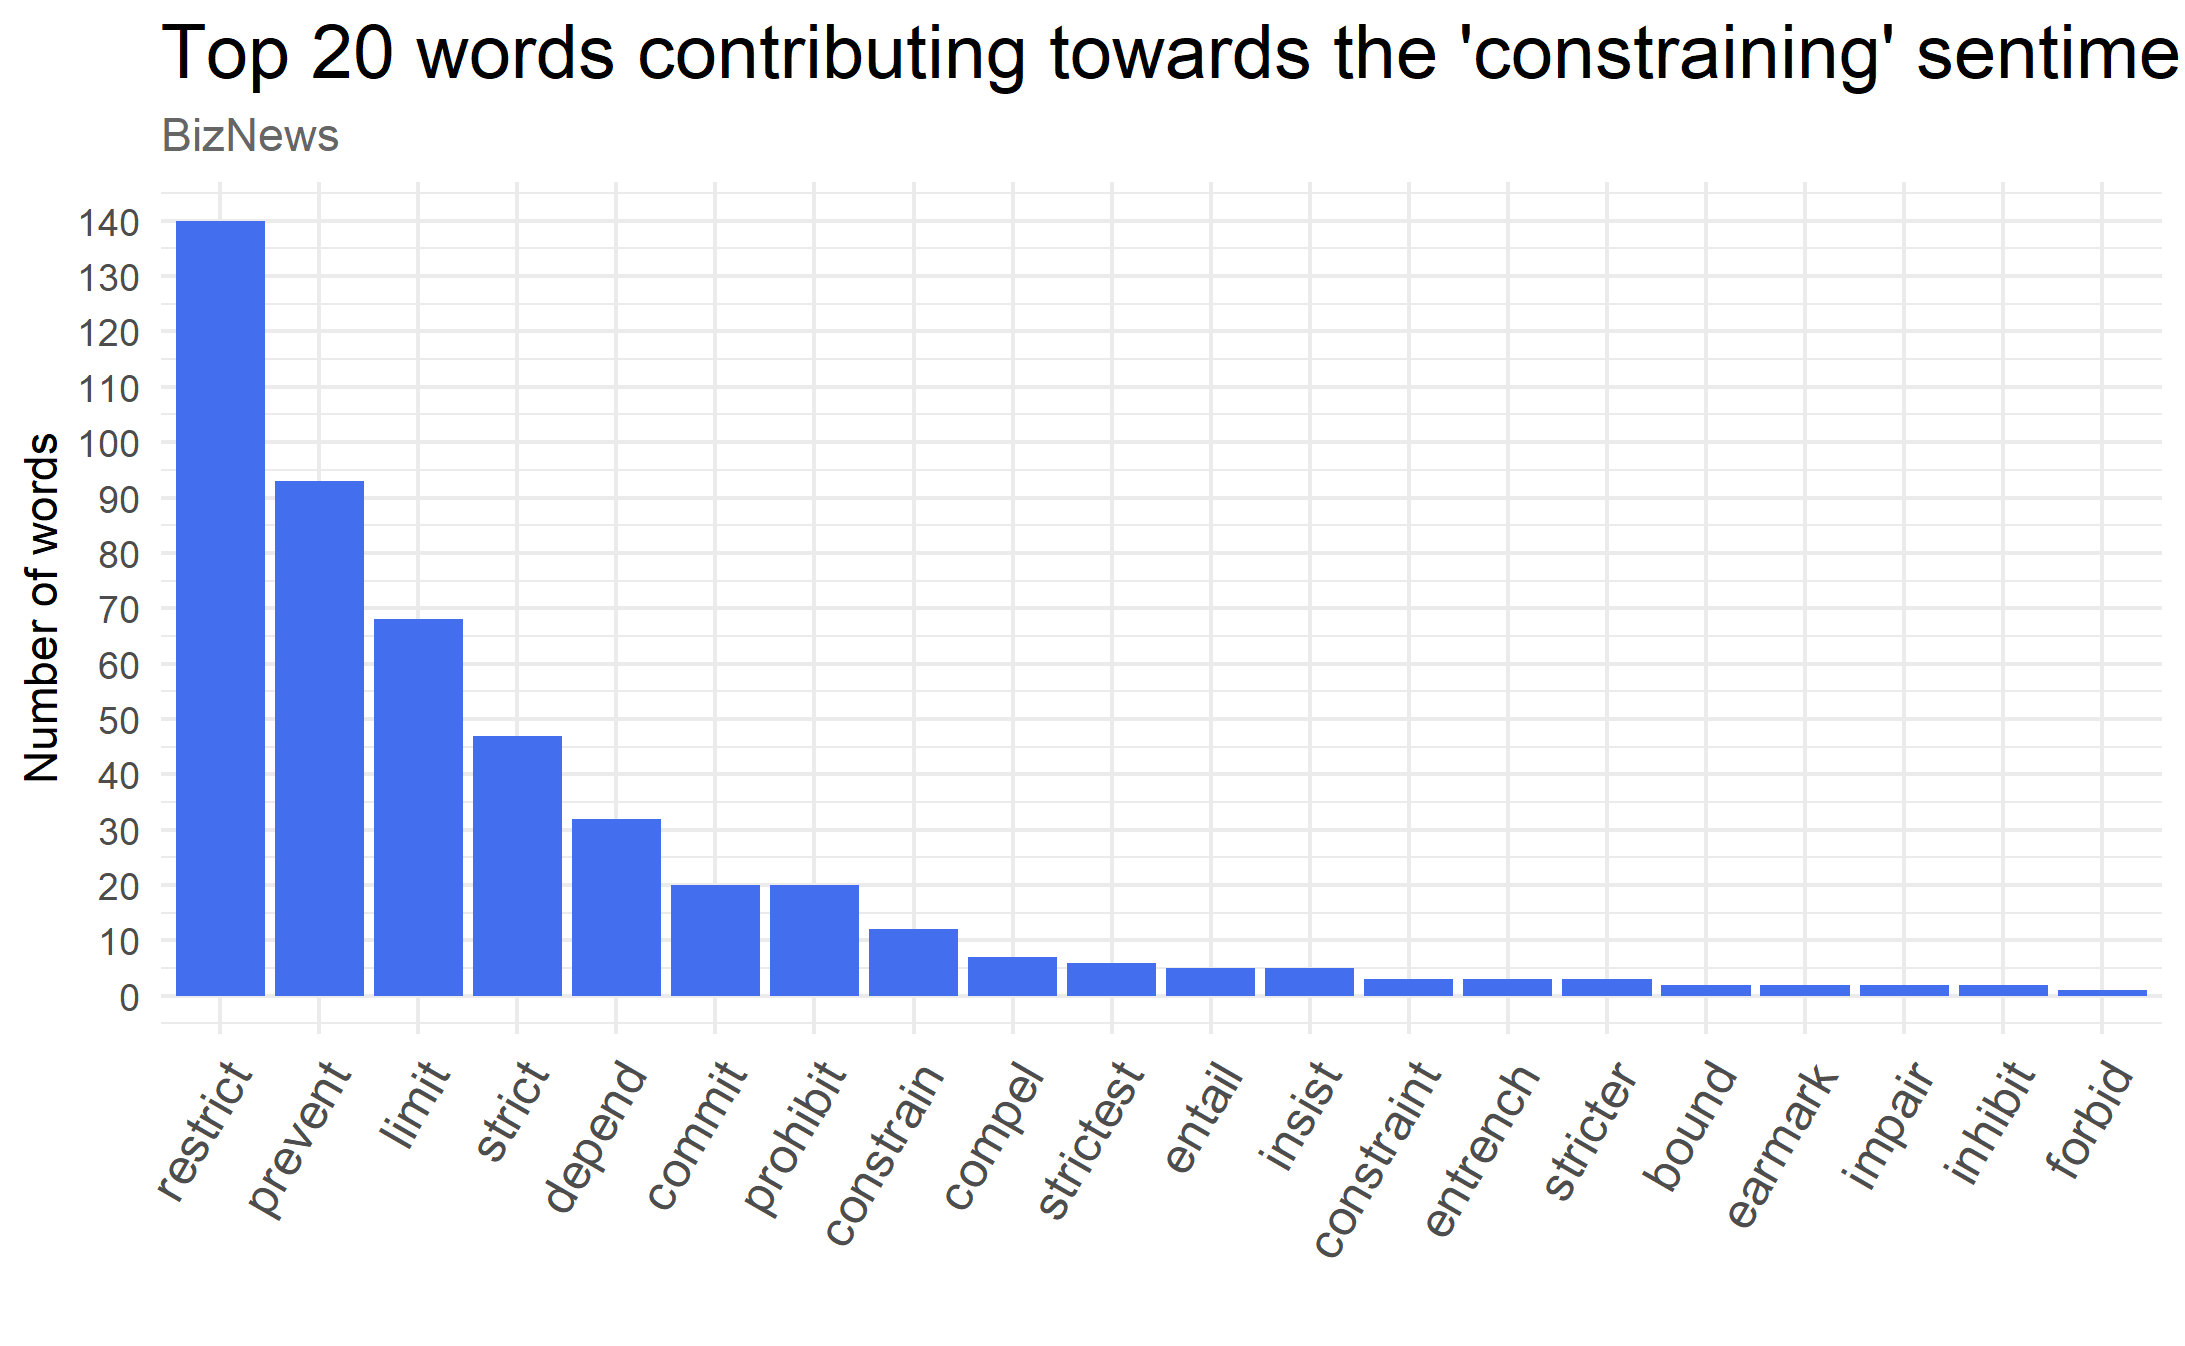 Top 20 words contributing towards the 'constraining' sentime
BizNews
Number of words
140
130
120
110
100
90
80
70
60
50
40
30
20
10
0
restrict
prevent
limit
strict
depend
commit
prohibit
constrain
compel
strictest
entail
insist
constraint
entrench
stricter
bound
earmark
impair
inhibit
forbid